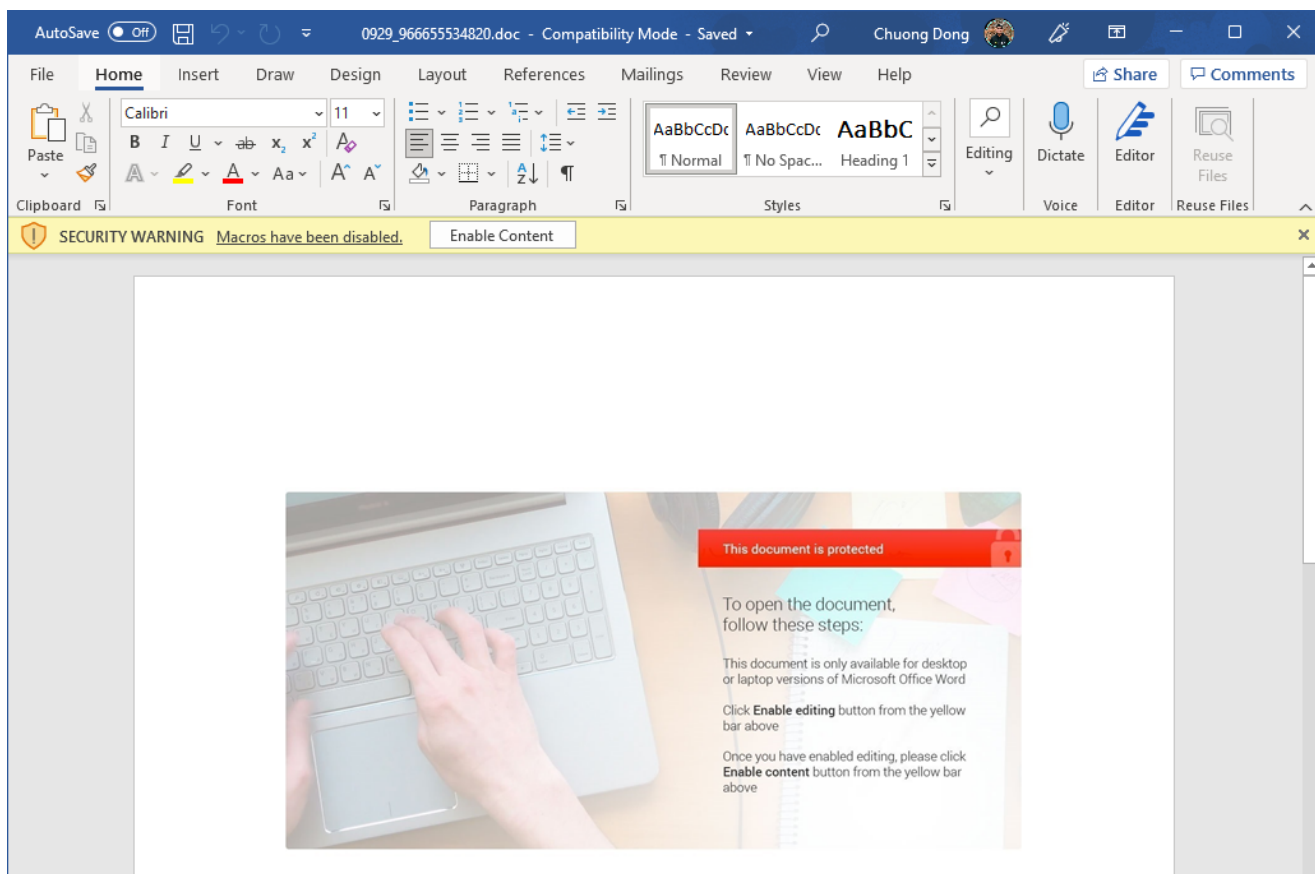 AutoSave Off 0929_966655534820.doc - Compatibility Mode - Saved Chuong Dong
File Home Insert Draw Design Layout References Mailings Review View Help Share Comments
Paste
Calibri 11
B I U ab x₂ x² A
A A Aa A A
AaBbCcDc AaBbCcDc AaBbC
¶ Normal ¶ No Spac... Heading 1
Editing
Dictate
Editor
Reuse
Files
Clipboard Font Paragraph Styles Voice Editor Reuse Files
SECURITY WARNING Macros have been disabled. Enable Content
This document is protected
To open the document,
follow these steps:
This document is only available for desktop
or laptop versions of Microsoft Office Word
Click Enable editing button from the yellow
bar above
Once you have enabled editing, please click
Enable content button from the yellow bar
above